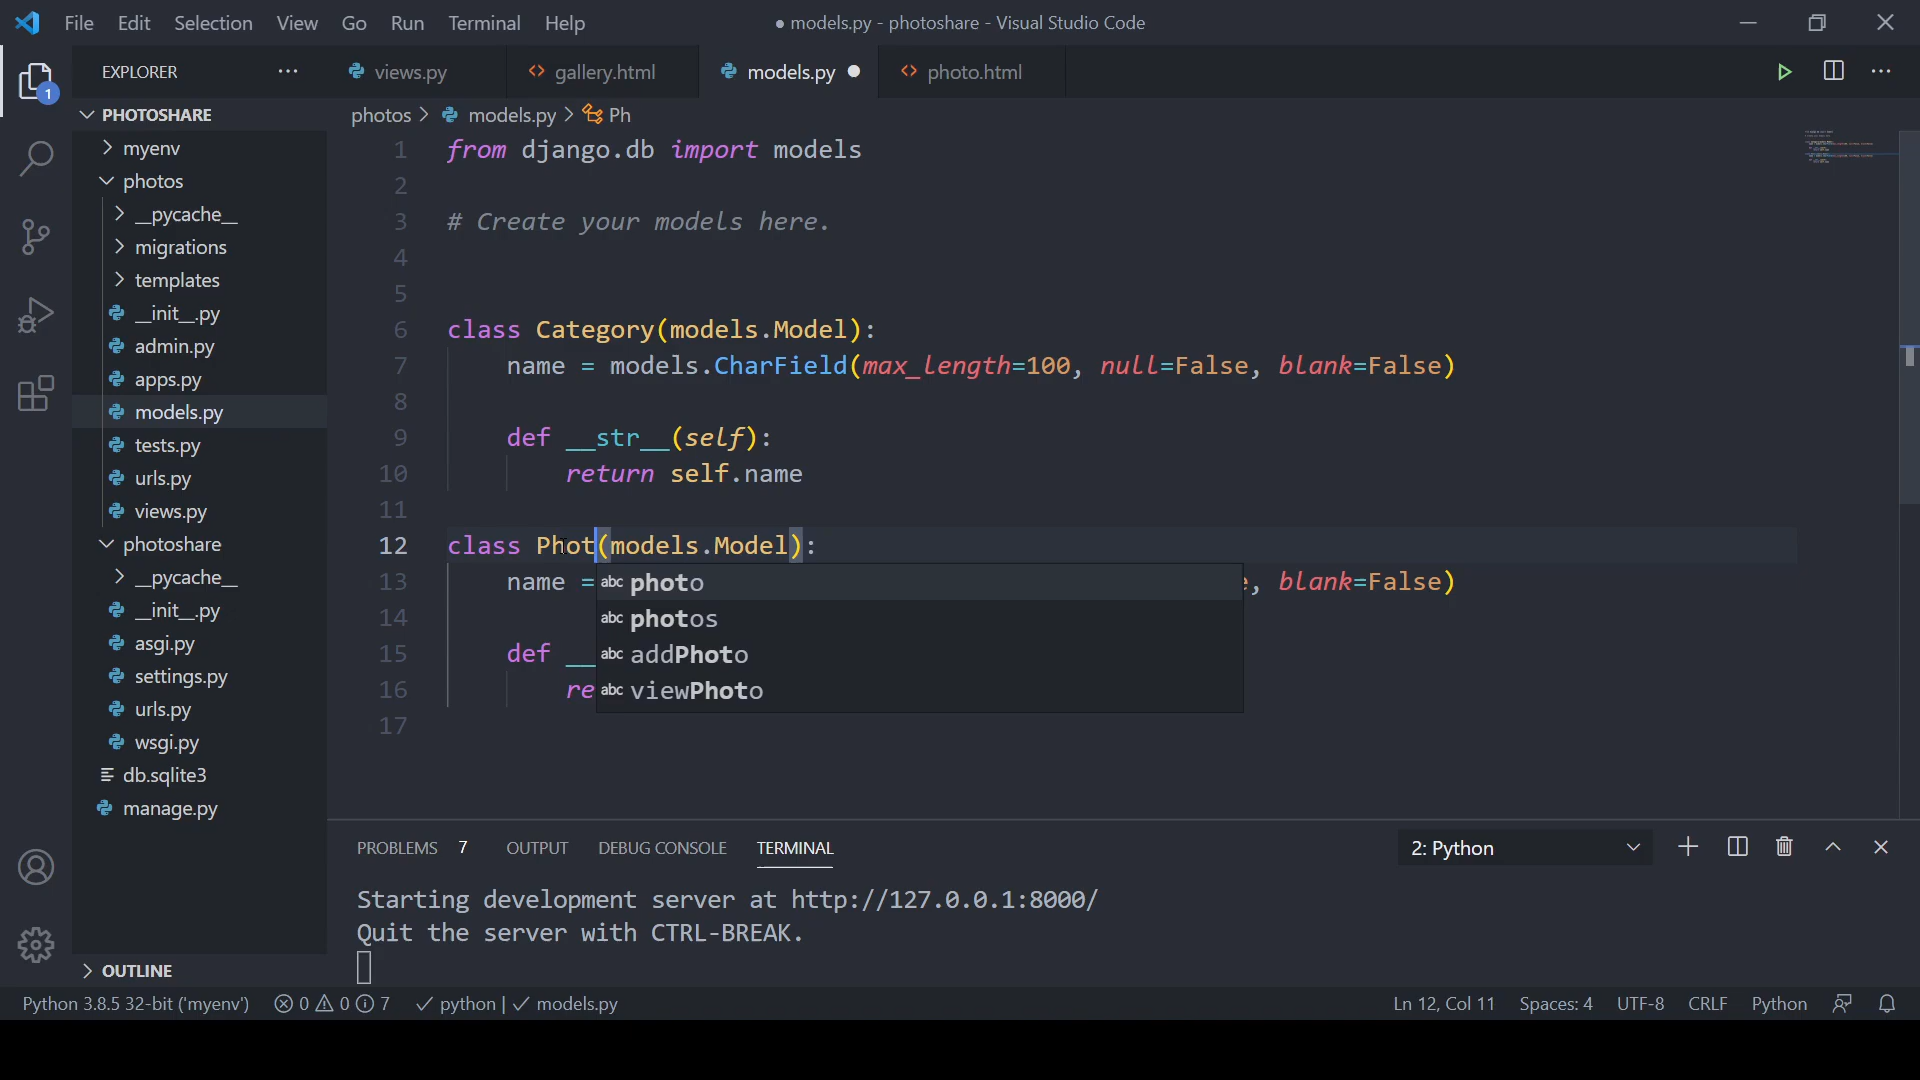 File Edit Selection View Go Run Terminal Help
● models.py - photoshare - Visual Studio Code
EXPLORER
views.py gallery.html models.py photo.html
1
PHOTOSHARE
myenv
photos
__pycache__
migrations
templates
__init__.py
admin.py
apps.py
models.py
tests.py
urls.py
views.py
photoshare
__pycache__
__init__.py
asgi.py
settings.py
urls.py
wsgi.py
db.sqlite3
manage.py
OUTLINE
photos > models.py > Ph
1 from django.db import models
2
3 # Create your models here.
4
5
6 class Category(models.Model):
7 name = models.CharField(max_length=100, null=False, blank=False)
8
9 def __str__(self):
10 return self.name
11
12 class Phot(models.Model):
13 name = e, blank=False)
14
15 def __
16 re
17
abc photo
abc photos
abc addPhoto
abc viewPhoto
PROBLEMS 7 OUTPUT DEBUG CONSOLE TERMINAL 2: Python
Starting development server at http://127.0.0.1:8000/
Quit the server with CTRL-BREAK.
Python 3.8.5 32-bit ('myenv') 0 0 7 python | models.py Ln 12, Col 11 Spaces: 4 UTF-8 CRLF Python